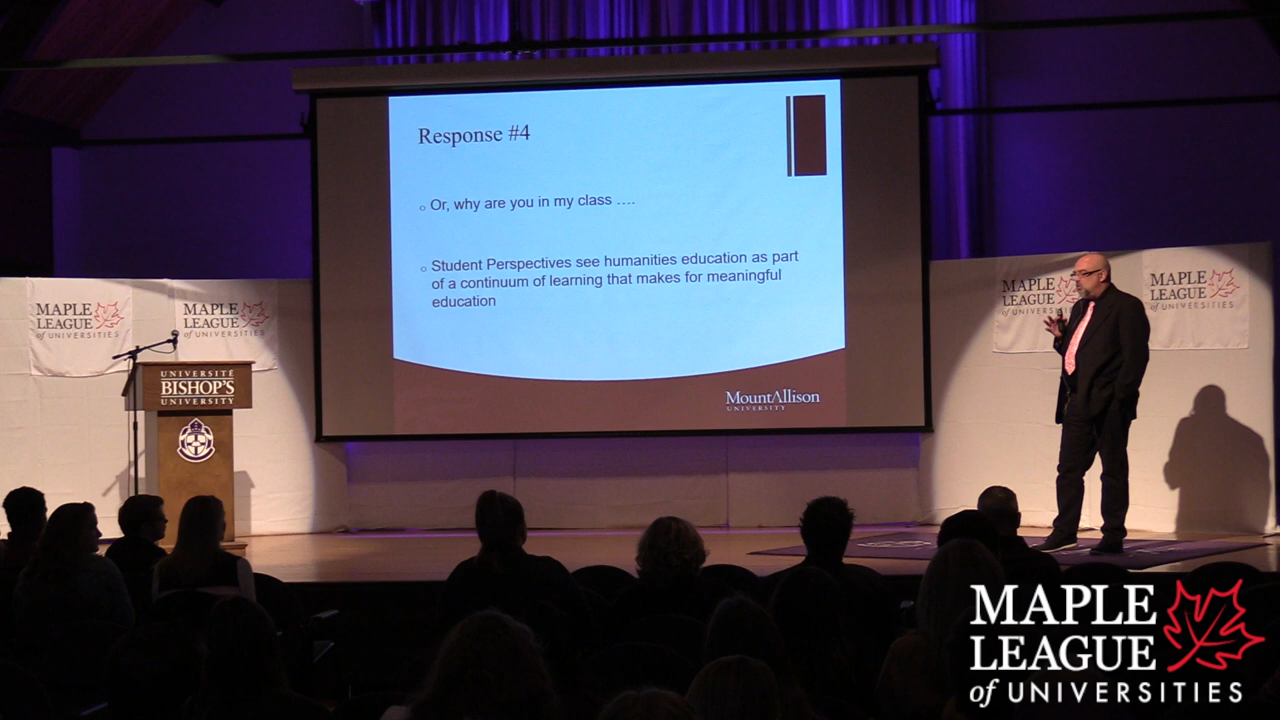 Response #4
Or, why are you in my class ....
Student Perspectives see humanities education as part
of a continuum of learning that makes for meaningful
education
MountAllison
UNIVERSITY
MAPLE
LEAGUE
of UNIVERSITIES
MAPLE
LEAGUE
of UNIVERSITIES
MAPLE
LEAGUE
of UNIVERSITIES
MAPLE
LEAGUE
of UNIVERSITIES
UNIVERSITÉ
BISHOP'S
UNIVERSITY
MAPLE
LEAGUE
of UNIVERSITIES